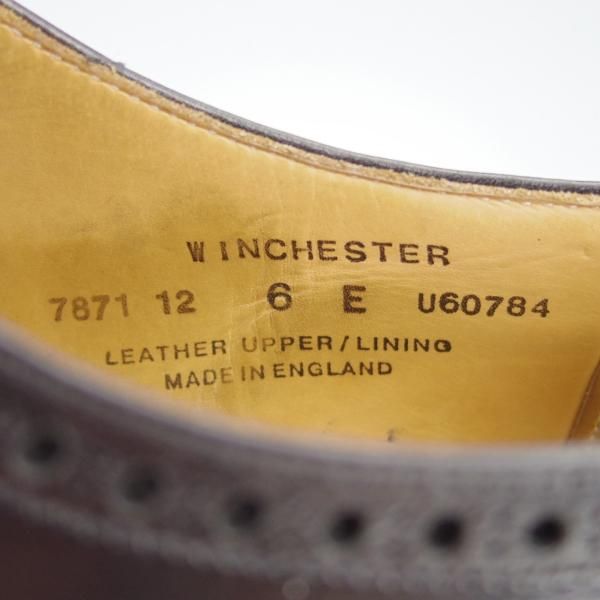 WINCHESTER
7871 12 6 E U60784
LEATHER UPPER/LINING
MADE IN ENGLAND